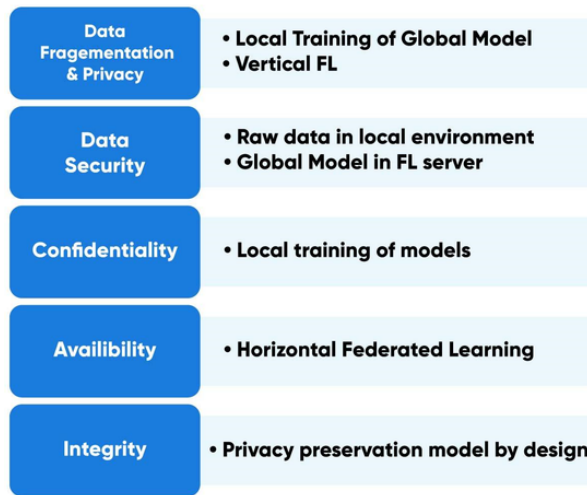 Data
Fragementation
& Privacy
• Local Training of Global Model
• Vertical FL
Data
Security
• Raw data in local environment
• Global Model in FL server
Confidentiality
• Local training of models
Availibility
• Horizontal Federated Learning
Integrity
• Privacy preservation model by design